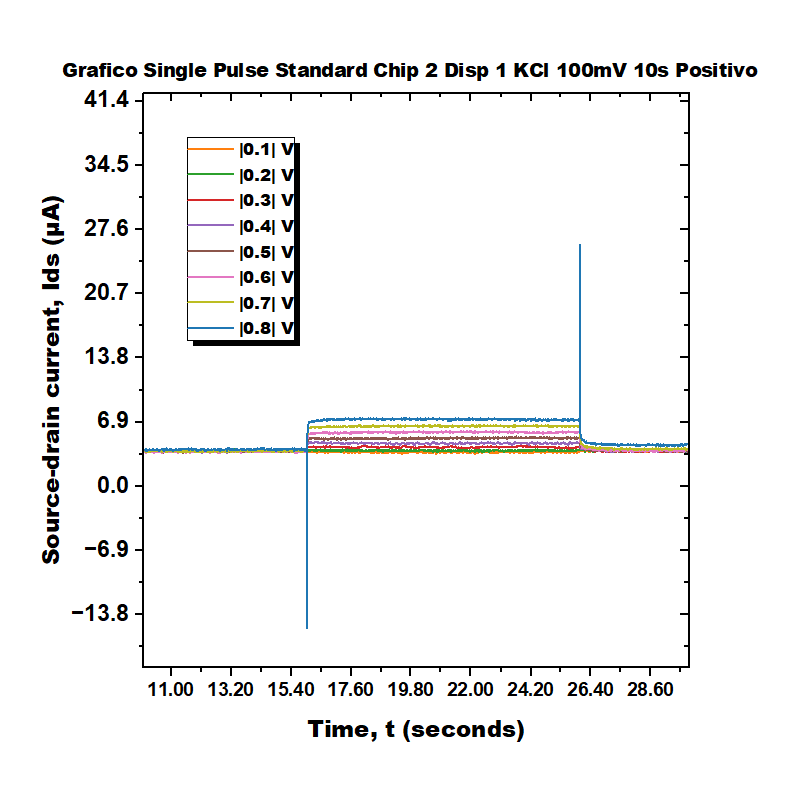 Grafico Single Pulse Standard Chip 2 Disp 1 KCl 100mV 10s Positivo
41.4
34.5
27.6
20.7
13.8
6.9
0.0
−6.9
−13.8
Source-drain current, Ids (µA)
|0.1| V
|0.2| V
|0.3| V
|0.4| V
|0.5| V
|0.6| V
|0.7| V
|0.8| V
11.00 13.20 15.40 17.60 19.80 22.00 24.20 26.40 28.60
Time, t (seconds)